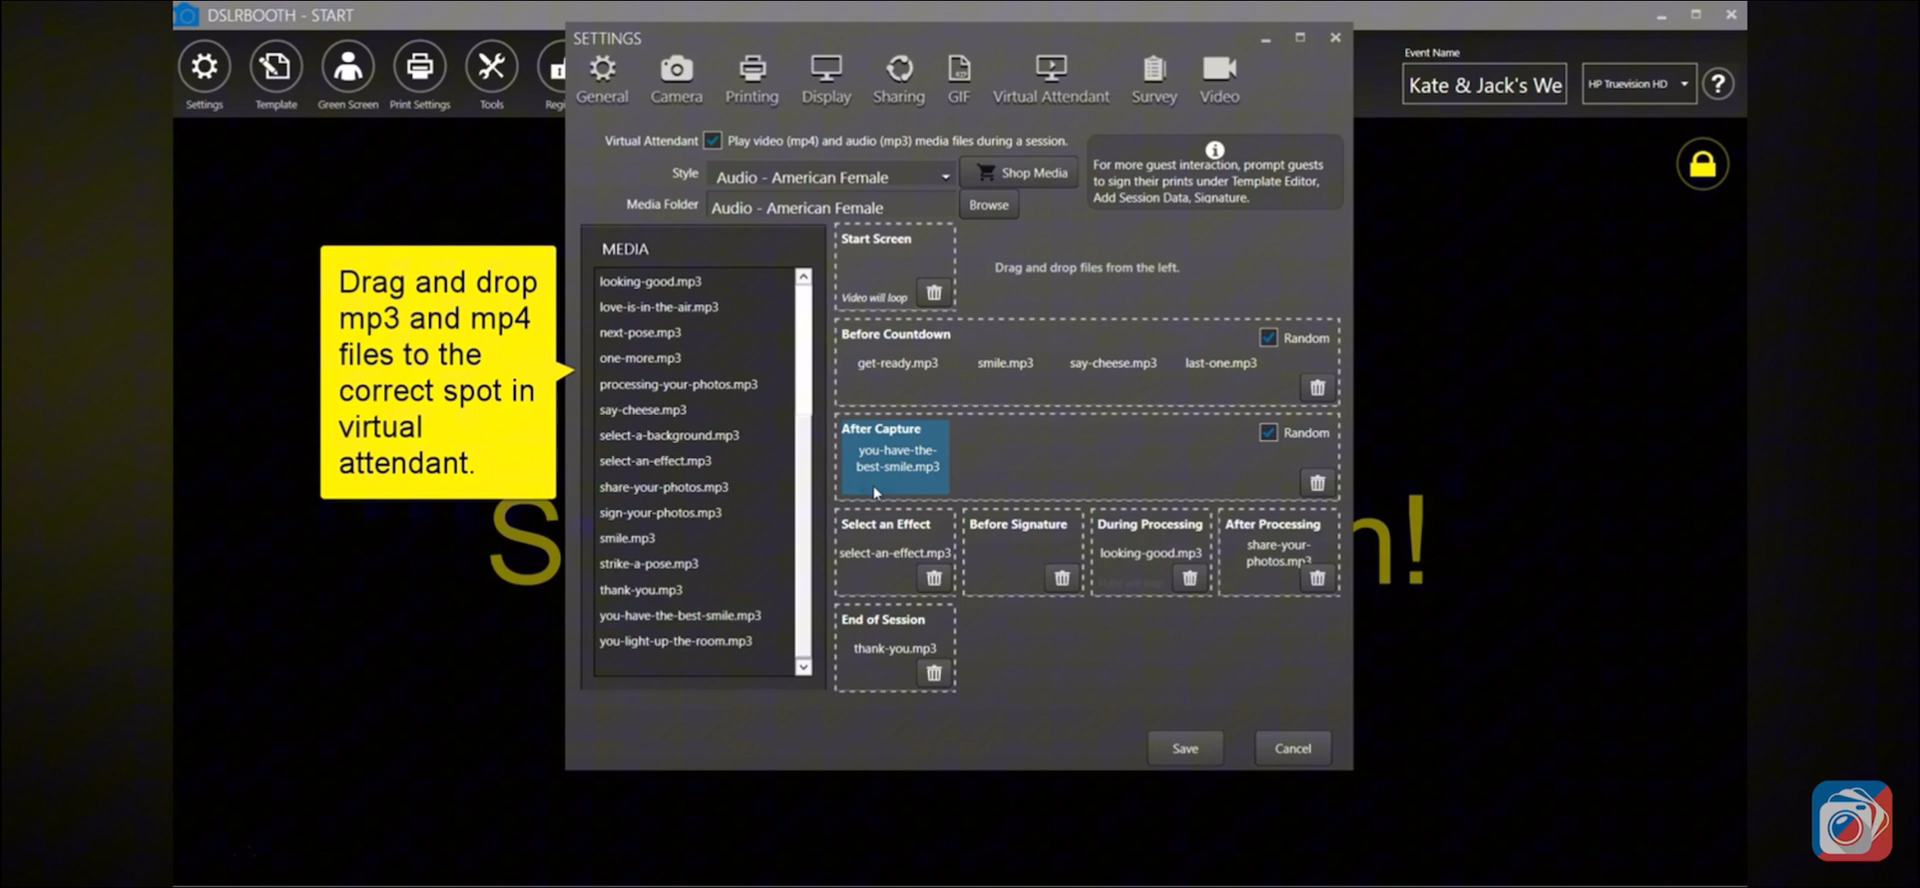 DSLRBOOTH - START
Settings
Template
Green Screen
Print Settings
Tools
Event Name
Kate & Jack's We
HP Truevision HD
?
SETTINGS
General
Camera
Printing
Display
Sharing
GIF
Virtual Attendant
Survey
Video
Virtual Attendant
Play video (mp4) and audio (mp3) media files during a session.
Style
Audio - American Female
Shop Media
Media Folder
Audio - American Female
Browse
For more guest interaction, prompt guests
to sign their prints under Template Editor,
Add Session Data, Signature.
Drag and drop
mp3 and mp4
files to the
correct spot in
virtual
attendant.
MEDIA
looking-good.mp3
love-is-in-the-air.mp3
next-pose.mp3
one-more.mp3
processing-your-photos.mp3
say-cheese.mp3
select-a-background.mp3
select-an-effect.mp3
share-your-photos.mp3
sign-your-photos.mp3
smile.mp3
strike-a-pose.mp3
thank-you.mp3
you-have-the-best-smile.mp3
you-light-up-the-room.mp3
Start Screen
Video will loop
Drag and drop files from the left.
Before Countdown
Random
get-ready.mp3
smile.mp3
say-cheese.mp3
last-one.mp3
After Capture
Random
you-have-the-
best-smile.mp3
Select an Effect
select-an-effect.mp3
Before Signature
During Processing
looking-good.mp3
After Processing
share-your-
photos.mp3
End of Session
thank-you.mp3
Save
Cancel